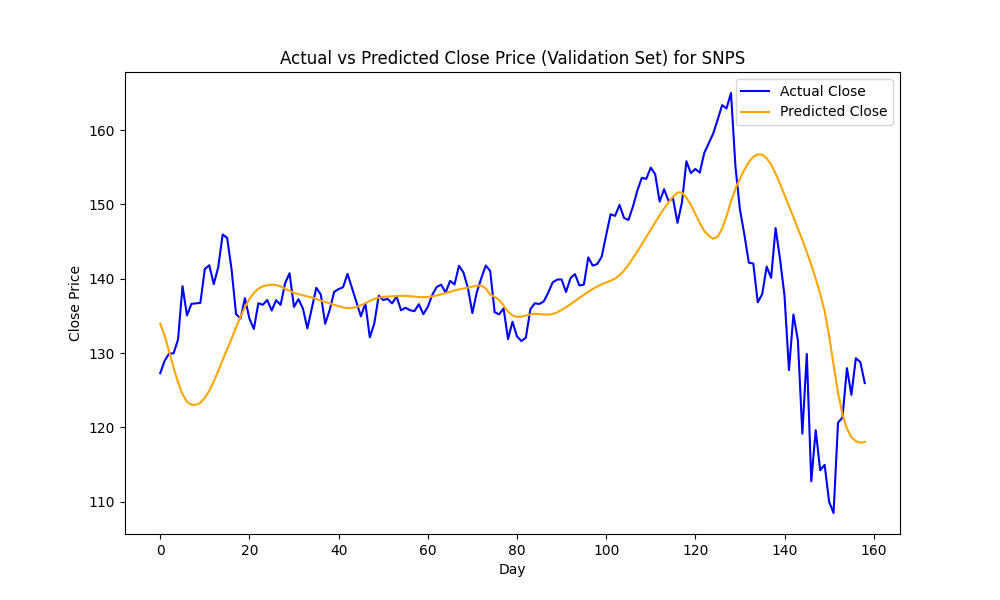 Actual vs Predicted Close Price (Validation Set) for SNPS
Actual Close
Predicted Close
Close Price
160
150
140
130
120
110
0 20 40 60 80 100 120 140 160
Day